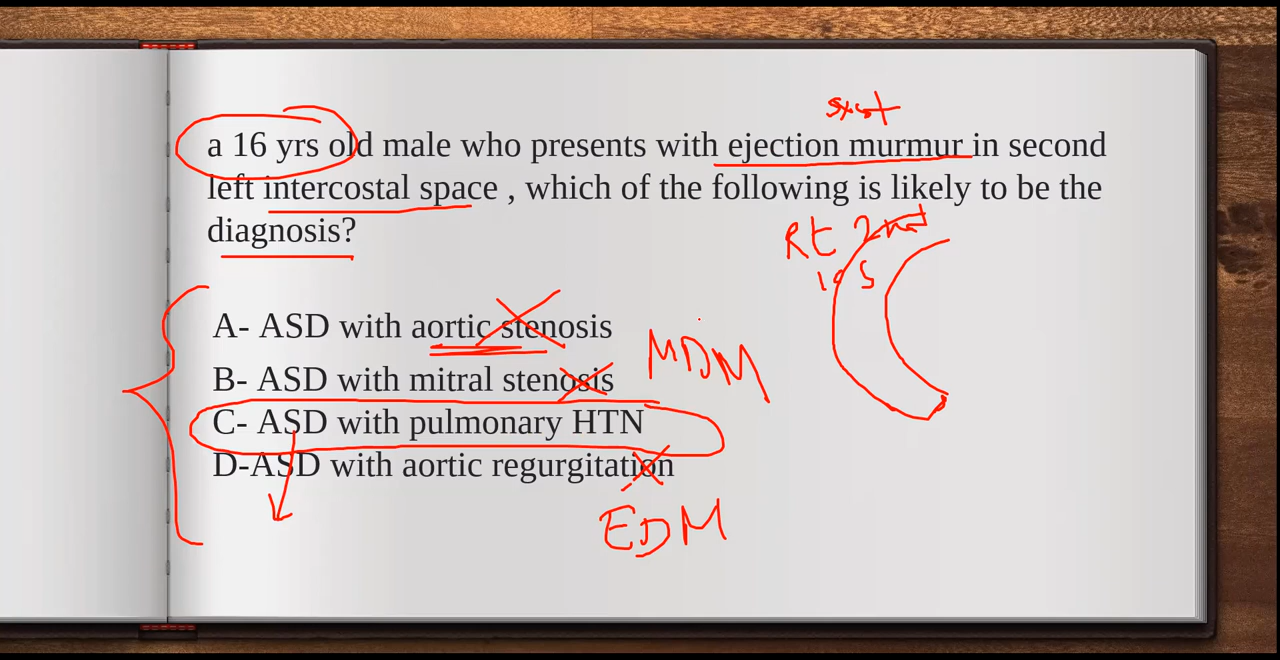 syst
a 16 yrs old male who presents with ejection murmur in second
left intercostal space , which of the following is likely to be the
diagnosis?
Rt 2nd
ICS
A- ASD with aortic stenosis
B- ASD with mitral stenosis
MDM
C- ASD with pulmonary HTN
D-ASD with aortic regurgitation
EDM